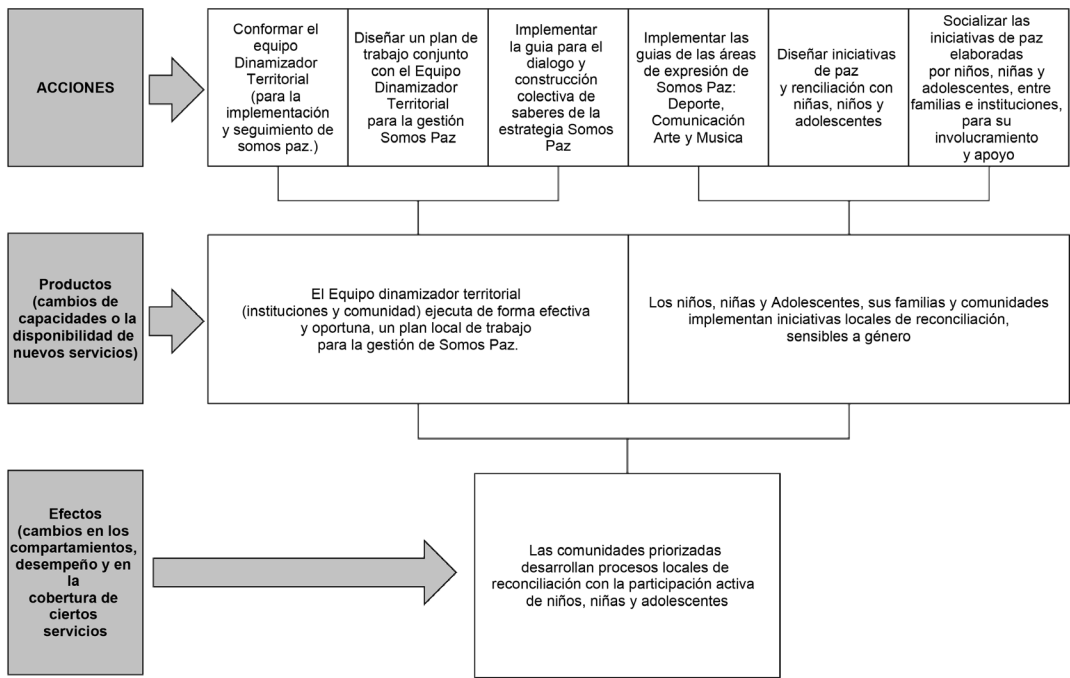 ACCIONES
Conformar el
equipo
Dinamizador
Territorial
(para la
implementación
y seguimiento de
somos paz.)
Diseñar un plan de
trabajo conjunto
con el Equipo
Dinamizador
Territorial
para la gestión
Somos Paz
Implementar
la guia para el
dialogo y
construcción
colectiva de
saberes de la
estrategia Somos
Paz
Implementar las
guias de las áreas
de expresión de
Somos Paz:
Deporte,
Comunicación
Arte y Musica
Diseñar iniciativas
de paz
y renciliación con
niñas, niños y
adolescentes
Socializar las
iniciativas de paz
elaboradas
por niños, niñas y
adolescentes, entre
familias e instituciones,
para su
involucramiento
y apoyo
Productos
(cambios de
capacidades o la
disponibilidad de
nuevos servicios)
El Equipo dinamizador territorial
(instituciones y comunidad) ejecuta de forma efectiva
y oportuna, un plan local de trabajo
para la gestión de Somos Paz.
Los niños, niñas y Adolescentes, sus familias y comunidades
implementan iniciativas locales de reconciliación,
sensibles a género
Efectos
(cambios en los
compartamientos,
desempeño y en
la
cobertura de
ciertos
servicios
Las comunidades priorizadas
desarrollan procesos locales de
reconciliación con la participación activa
de niños, niñas y adolescentes